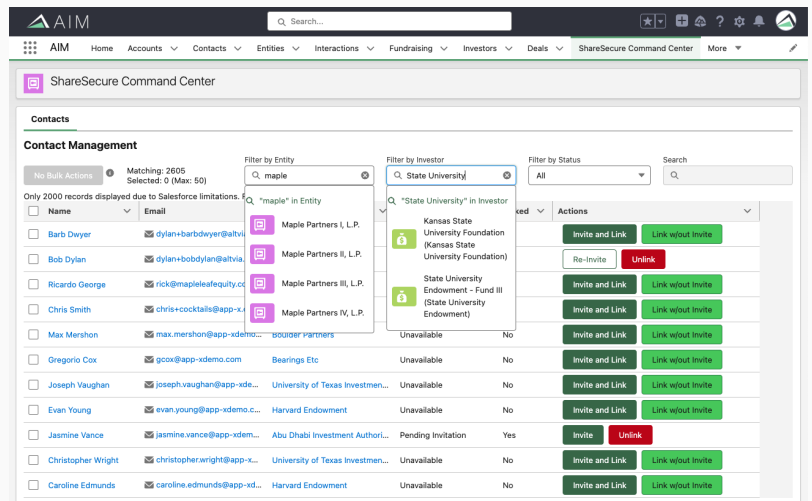 AIM
Search...
AIM
Home
Accounts
Contacts
Entities
Interactions
Fundraising
Investors
Deals
ShareSecure Command Center
More
ShareSecure Command Center
Contacts
Contact Management
No Bulk Actions
Matching: 2605
Selected: 0 (Max: 50)
Filter by Entity
maple
Filter by Investor
State University
Filter by Status
All
Search
Only 2000 records displayed due to Salesforce limitations.
"maple" in Entity
Maple Partners I, L.P.
Maple Partners II, L.P.
Maple Partners III, L.P.
Maple Partners IV, L.P.
"State University" in Investor
Kansas State
University Foundation
(Kansas State
University Foundation)
State University
Endowment - Fund III
(State University
Endowment)
Name Email ked Actions
Barb Dwyer dylan+barbdwyer@altvi Invite and Link Link w/out Invite
Bob Dylan dylan+bobdylan@altvia. Re-Invite Unlink
Ricardo George rick@mapleleafequity.co Invite and Link Link w/out Invite
Chris Smith chris+cocktails@app-x. Invite and Link Link w/out Invite
Max Mershon max.mershon@app-xdemo... Boulder Partners Unavailable No Invite and Link Link w/out Invite
Gregorio Cox gcox@app-xdemo.com Bearings Etc Unavailable No Invite and Link Link w/out Invite
Joseph Vaughan joseph.vaughan@app-xde... University of Texas Investmen... Unavailable No Invite and Link Link w/out Invite
Evan Young evan.young@app-xdemo.c... Harvard Endowment Unavailable No Invite and Link Link w/out Invite
Jasmine Vance jasmine.vance@app-xdem... Abu Dhabi Investment Authori... Pending Invitation Yes Invite Unlink
Christopher Wright christopher.wright@app-x... University of Texas Investmen... Unavailable No Invite and Link Link w/out Invite
Caroline Edmunds caroline.edmunds@app-xd... Harvard Endowment Unavailable No Invite and Link Link w/out Invite